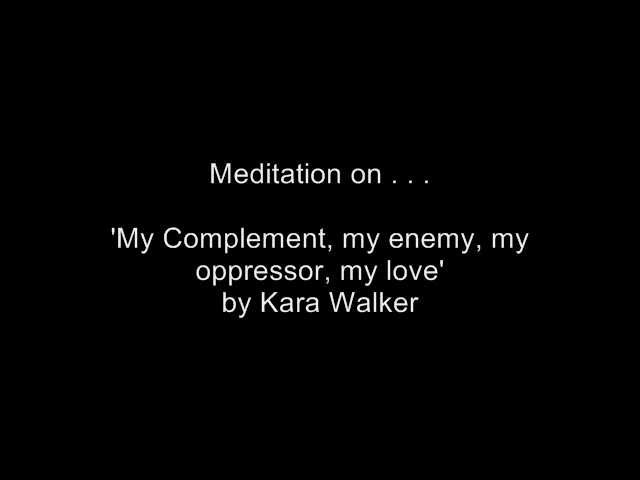 Meditation on . . .
'My Complement, my enemy, my
oppressor, my love'
by Kara Walker